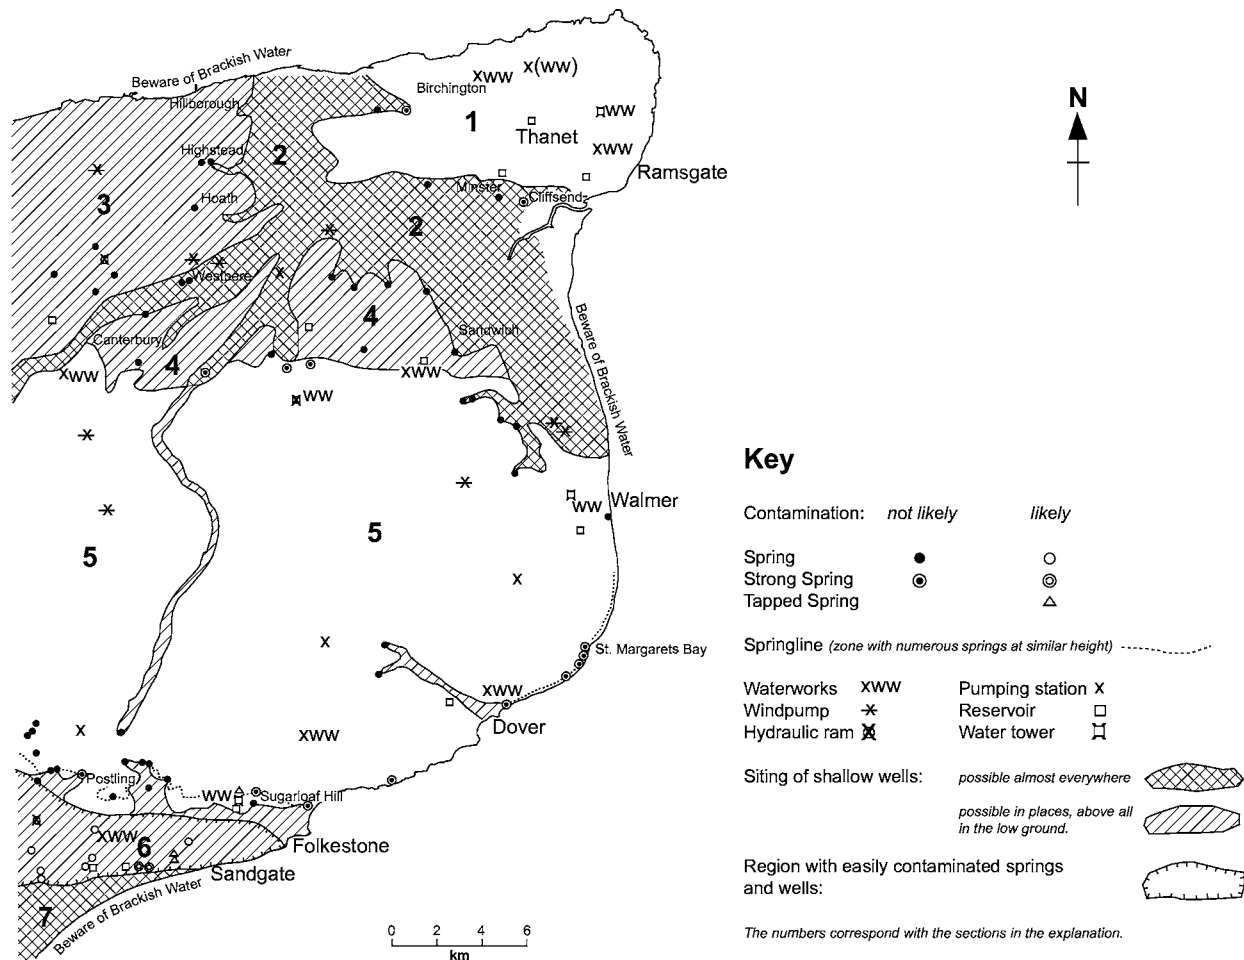 Beware of Brackish Water
xWW
x(WW)
Birchington
Hillborough
WW
1
Thanet
Highstead
2
xWW
Ramsgate
Minster
Cliffsend
3
Hoath
2
Westbere
4
Sandwich
Canterbury
4
xWW
xWW
WW
Beware of Brackish Water
Walmer
WW
5
5
x
x
St. Margarets Bay
xWW
Dover
x
xWW
Postling
WW
Sugarloaf Hill
xWW
6
Folkestone
Sandgate
7
Beware of Brackish Water
0 2 4 6
km
N
Key
Contamination: not likely likely
Spring
Strong Spring
Tapped Spring
Springline (zone with numerous springs at similar height)
Waterworks xWW Pumping station x
Windpump Reservoir
Hydraulic ram Water tower
Siting of shallow wells: possible almost everywhere
possible in places, above all
in the low ground.
Region with easily contaminated springs
and wells:
The numbers correspond with the sections in the explanation.